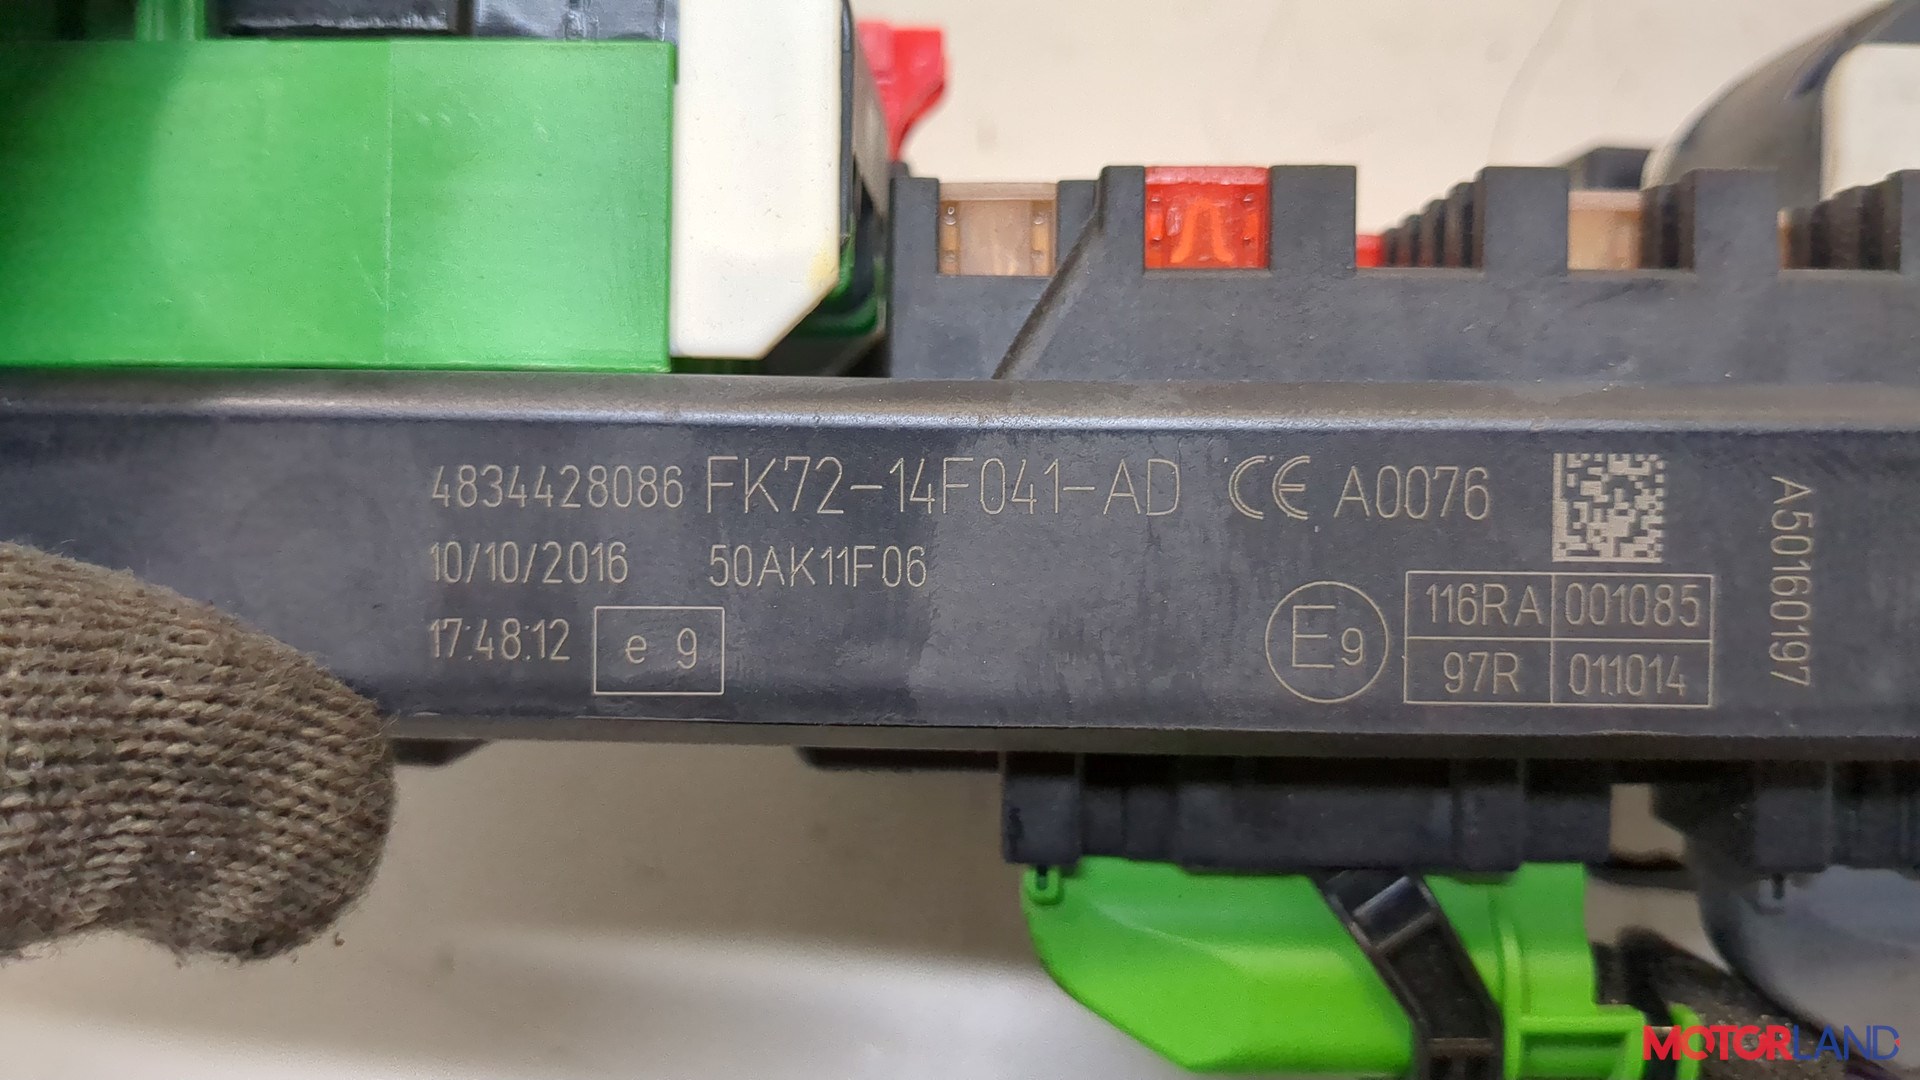 4834428086 FK72-14F041-AD CE A0076
10/10/2016 50AK11F06
17:48:12 e 9
E9
116RA 001085
97R 011014
A50160197
MOTORLAND